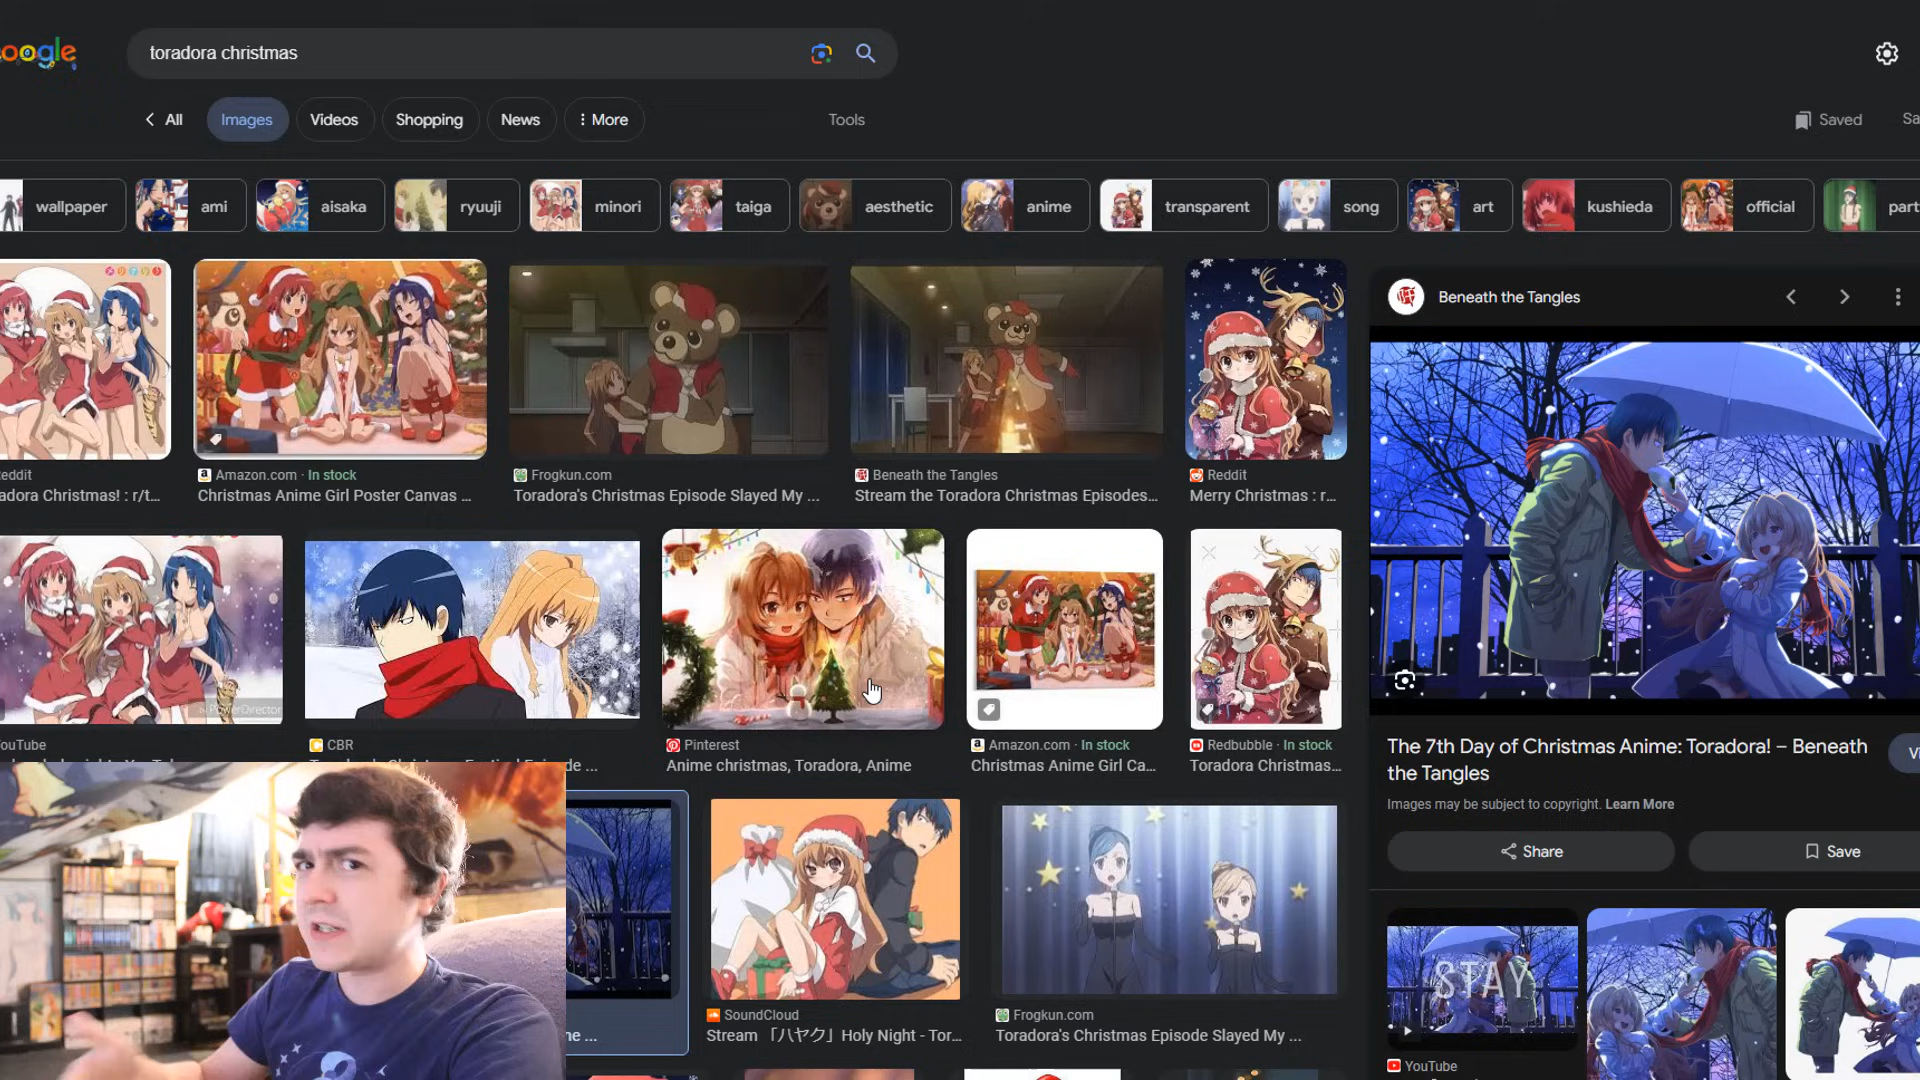 oogle
toradora christmas
All
Images
Videos
Shopping
News
More
Tools
Saved
Sa
wallpaper
ami
aisaka
ryuuji
minori
taiga
aesthetic
anime
transparent
song
art
kushieda
official
part
eddit
adora Christmas! : r/t...
Amazon.com · In stock
Christmas Anime Girl Poster Canvas ...
Frogkun.com
Toradora's Christmas Episode Slayed My ...
Beneath the Tangles
Stream the Toradora Christmas Episodes...
Reddit
Merry Christmas : r...
Beneath the Tangles
PowerDirector
ouTube
CBR
de ...
Pinterest
Anime christmas, Toradora, Anime
Amazon.com · In stock
Christmas Anime Girl Ca...
Redbubble · In stock
Toradora Christmas...
The 7th Day of Christmas Anime: Toradora! – Beneath
the Tangles
Vi
Images may be subject to copyright. Learn More
Share
Save
ne ...
SoundCloud
Stream 「ハヤク」Holy Night - Tor...
Frogkun.com
Toradora's Christmas Episode Slayed My ...
STAY
YouTube